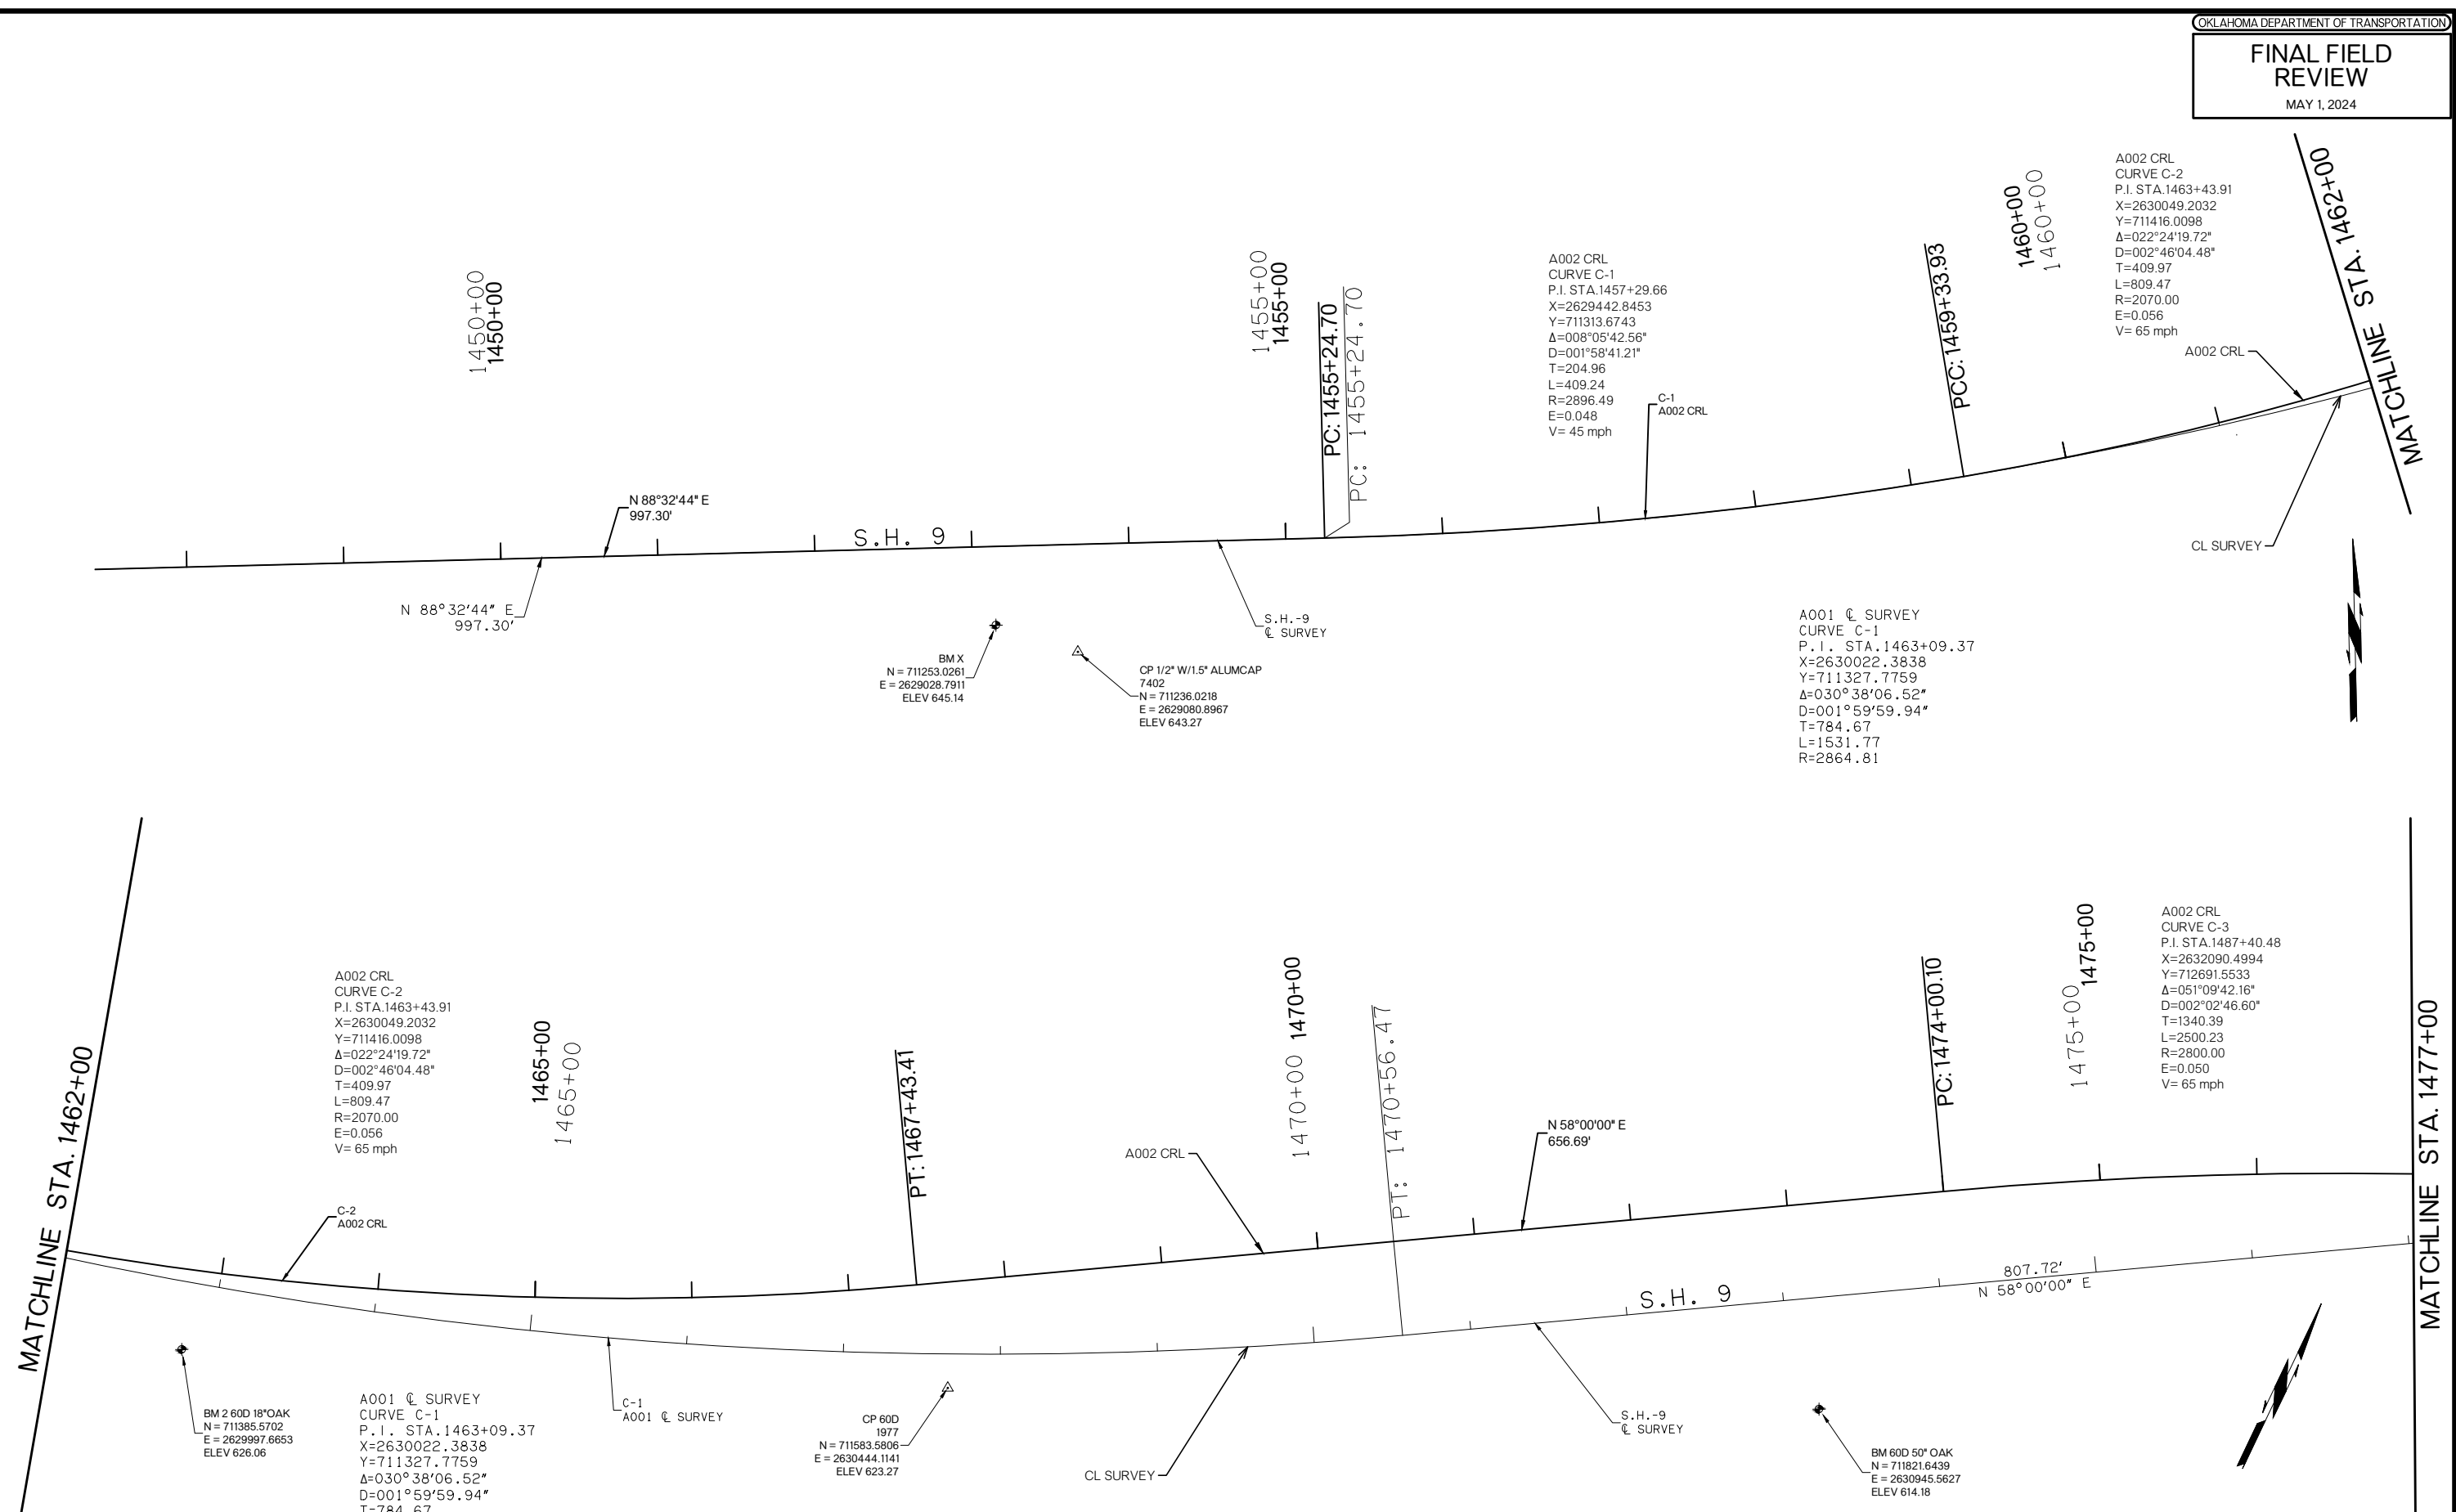 OKLAHOMA DEPARTMENT OF TRANSPORTATION
FINAL FIELD
REVIEW
MAY 1, 2024
1450+00
1450+00
1455+00
1455+00
PC: 1455+24.70
PC: 1455+24.70
A002 CRL
CURVE C-1
P.I. STA.1457+29.66
X=2629442.8453
Y=711313.6743
Δ=008°05'42.56"
D=001°58'41.21"
T=204.96
L=409.24
R=2896.49
E=0.048
V= 45 mph
C-1
A002 CRL
PCC: 1459+33.93
1460+00
1460+00
A002 CRL
CURVE C-2
P.I. STA.1463+43.91
X=2630049.2032
Y=711416.0098
Δ=022°24'19.72"
D=002°46'04.48"
T=409.97
L=809.47
R=2070.00
E=0.056
V= 65 mph
A002 CRL
MATCHLINE STA. 1462+00
CL SURVEY
N 88°32'44" E
997.30'
S.H. 9
N 88°32'44" E
997.30'
S.H.-9
℄ SURVEY
BM X
N = 711253.0261
E = 2629028.7911
ELEV 645.14
CP 1/2" W/1.5" ALUMCAP
7402
N = 711236.0218
E = 2629080.8967
ELEV 643.27
A001 ℄ SURVEY
CURVE C-1
P.I. STA.1463+09.37
X=2630022.3838
Y=711327.7759
Δ=030°38'06.52"
D=001°59'59.94"
T=784.67
L=1531.77
R=2864.81
MATCHLINE STA. 1462+00
A002 CRL
CURVE C-2
P.I. STA.1463+43.91
X=2630049.2032
Y=711416.0098
Δ=022°24'19.72"
D=002°46'04.48"
T=409.97
L=809.47
R=2070.00
E=0.056
V= 65 mph
C-2
A002 CRL
1465+00
1465+00
PT: 1467+43.41
A002 CRL
1470+00
1470+00
PT: 1470+56.47
N 58°00'00" E
656.69'
PC: 1474+00.10
1475+00
1475+00
A002 CRL
CURVE C-3
P.I. STA.1487+40.48
X=2632090.4994
Y=712691.5533
Δ=051°09'42.16"
D=002°02'46.60"
T=1340.39
L=2500.23
R=2800.00
E=0.050
V= 65 mph
MATCHLINE STA. 1477+00
S.H. 9
807.72'
N 58°00'00" E
BM 2 60D 18"OAK
N = 711385.5702
E = 2629997.6653
ELEV 626.06
A001 ℄ SURVEY
CURVE C-1
P.I. STA.1463+09.37
X=2630022.3838
Y=711327.7759
Δ=030°38'06.52"
D=001°59'59.94"
T=784.67
C-1
A001 ℄ SURVEY
CP 60D
1977
N = 711583.5806
E = 2630444.1141
ELEV 623.27
CL SURVEY
S.H.-9
℄ SURVEY
BM 60D 50" OAK
N = 711821.6439
E = 2630945.5627
ELEV 614.18